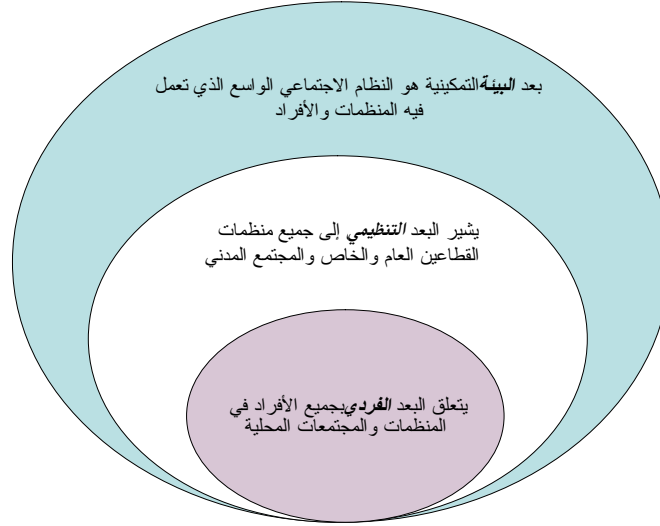 بعد البيئةالتمكينية هو النظام الاجتماعي الواسع الذي تعمل
فيه المنظمات والأفراد
يشير البعد التنظيمي إلى جميع منظمات
القطاعين العام والخاص والمجتمع المدني
يتعلق البعد الفرديبجميع الأفراد في
المنظمات والمجتمعات المحلية